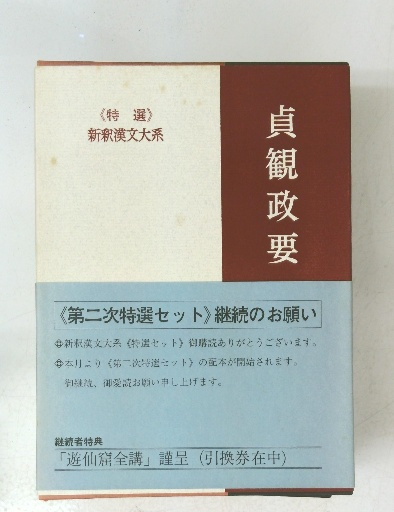 《特 選》
新釈漢文大系
貞観政要
《第二次特選セット》継続のお願い
新釈漢文大系《特選セット》御購読ありがとうございます。
本月より《第二次特選セット》の配本が開始されます。
御継続、御愛読お願い申し上げます。
継続者特典
「遊仙窟全講」謹呈(引換券在中)